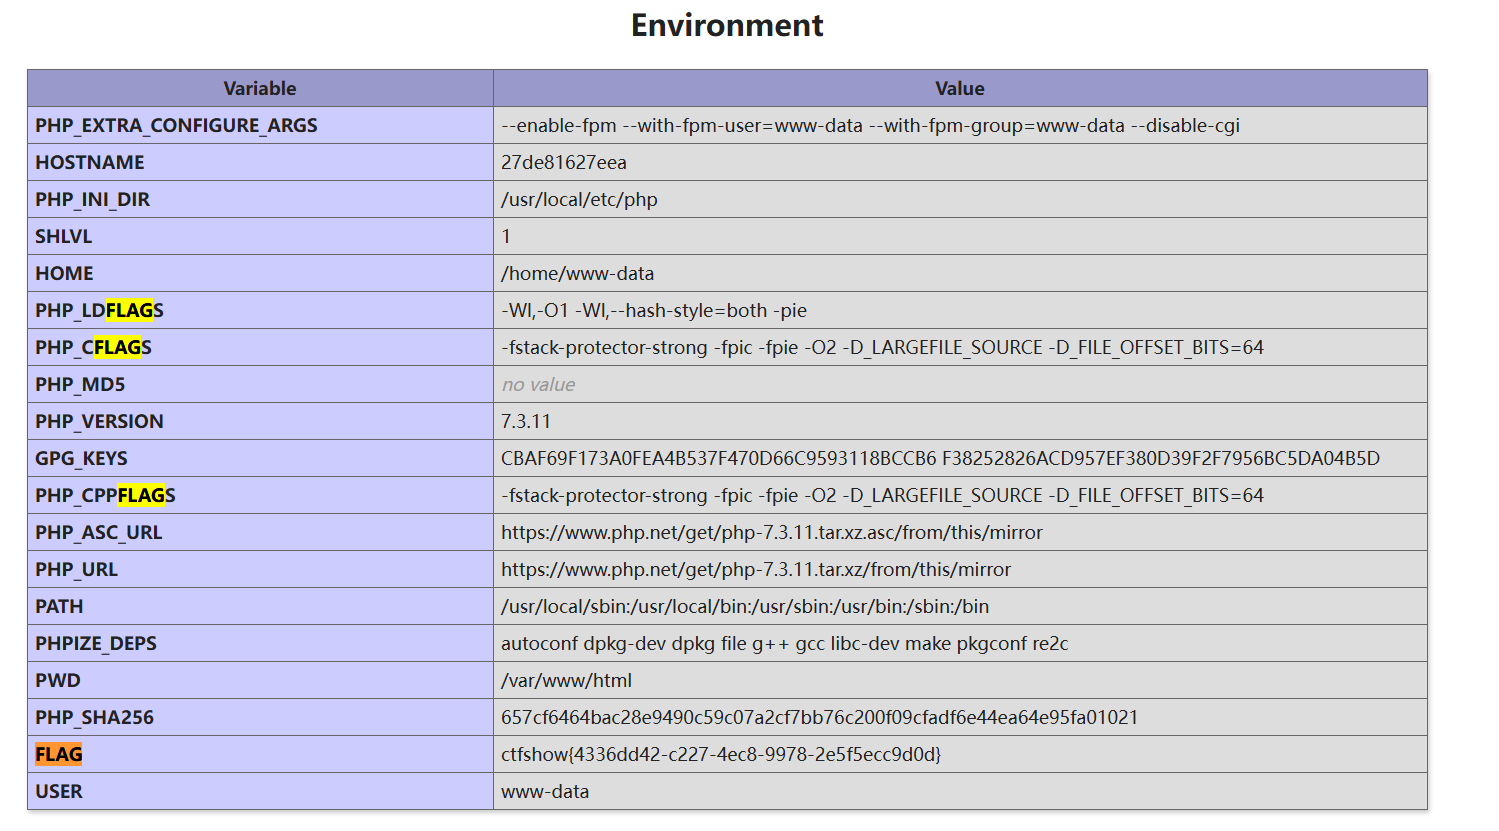 Environment
Variable Value
PHP_EXTRA_CONFIGURE_ARGS --enable-fpm --with-fpm-user=www-data --with-fpm-group=www-data --disable-cgi
HOSTNAME 27de81627eea
PHP_INI_DIR /usr/local/etc/php
SHLVL 1
HOME /home/www-data
PHP_LDFLAGS -Wl,-O1 -Wl,--hash-style=both -pie
PHP_CFLAGS -fstack-protector-strong -fpic -fpie -O2 -D_LARGEFILE_SOURCE -D_FILE_OFFSET_BITS=64
PHP_MD5 no value
PHP_VERSION 7.3.11
GPG_KEYS CBAF69F173A0FEA4B537F470D66C9593118BCCB6 F38252826ACD957EF380D39F2F7956BC5DA04B5D
PHP_CPPFLAGS -fstack-protector-strong -fpic -fpie -O2 -D_LARGEFILE_SOURCE -D_FILE_OFFSET_BITS=64
PHP_ASC_URL https://www.php.net/get/php-7.3.11.tar.xz.asc/from/this/mirror
PHP_URL https://www.php.net/get/php-7.3.11.tar.xz/from/this/mirror
PATH /usr/local/sbin:/usr/local/bin:/usr/sbin:/usr/bin:/sbin:/bin
PHPIZE_DEPS autoconf dpkg-dev dpkg file g++ gcc libc-dev make pkgconf re2c
PWD /var/www/html
PHP_SHA256 657cf6464bac28e9490c59c07a2cf7bb76c200f09cfadf6e44ea64e95fa01021
FLAG ctfshow{4336dd42-c227-4ec8-9978-2e5f5ecc9d0d}
USER www-data